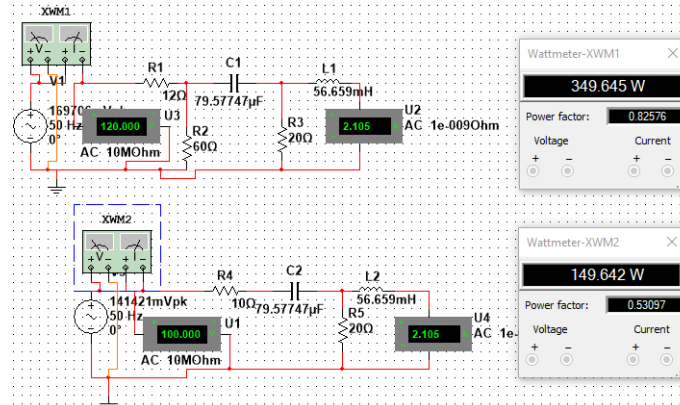 XWM1
Wattmeter-XWM1
V I
V1
R1
12Ω
C1
79.57747µF
L1
56.659mH
349.645 W
Power factor: 0.82576
Voltage Current
+ − + −
50 Hz
0°
120.000
U3
AC 10MOhm
R2
60Ω
R3
20Ω
2.105
U2
AC 1e-009Ohm
XWM2
Wattmeter-XWM2
V I
141421mVpk
50 Hz
0°
R4
10Ω
C2
79.57747µF
L2
56.659mH
149.642 W
Power factor: 0.53097
Voltage Current
+ − + −
100.000
U1
AC 10MOhm
R5
20Ω
2.105
U4
AC 1e-